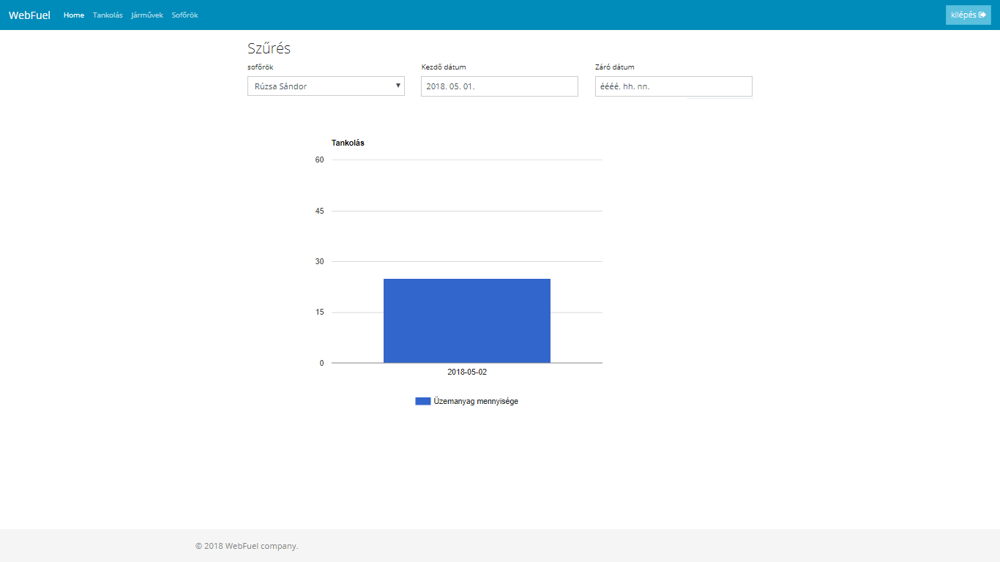 WebFuel Home Tankolás Járművek Sofőrök kilépés
Szűrés
sofőrök Kezdő dátum Záró dátum
Rúzsa Sándor 2018. 05. 01. éééé. hh. nn.
Tankolás
60
45
30
15
0
2018-05-02
Üzemanyag mennyisége
© 2018 WebFuel company.